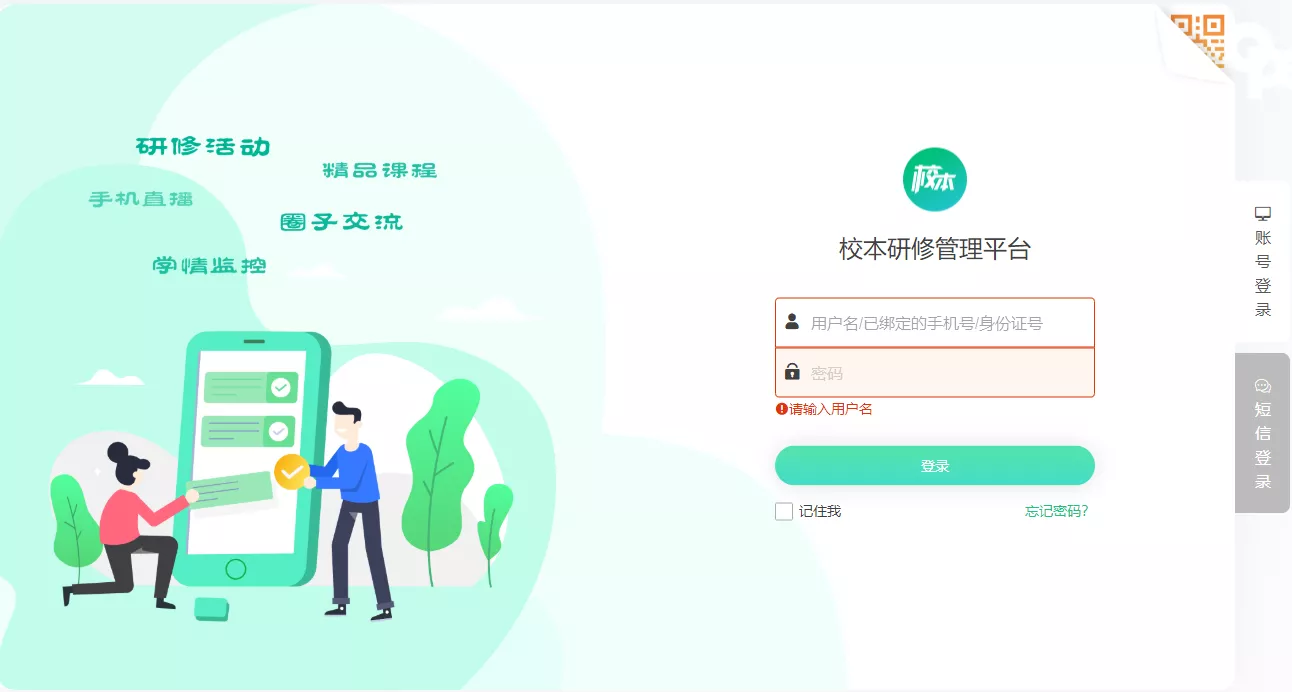 研修活动
精品课程
手机直播
圈子交流
学情监控
校本
校本研修管理平台
用户名/已绑定的手机号/身份证号
密码
请输入用户名
登录
记住我
忘记密码?
账号登录
短信登录